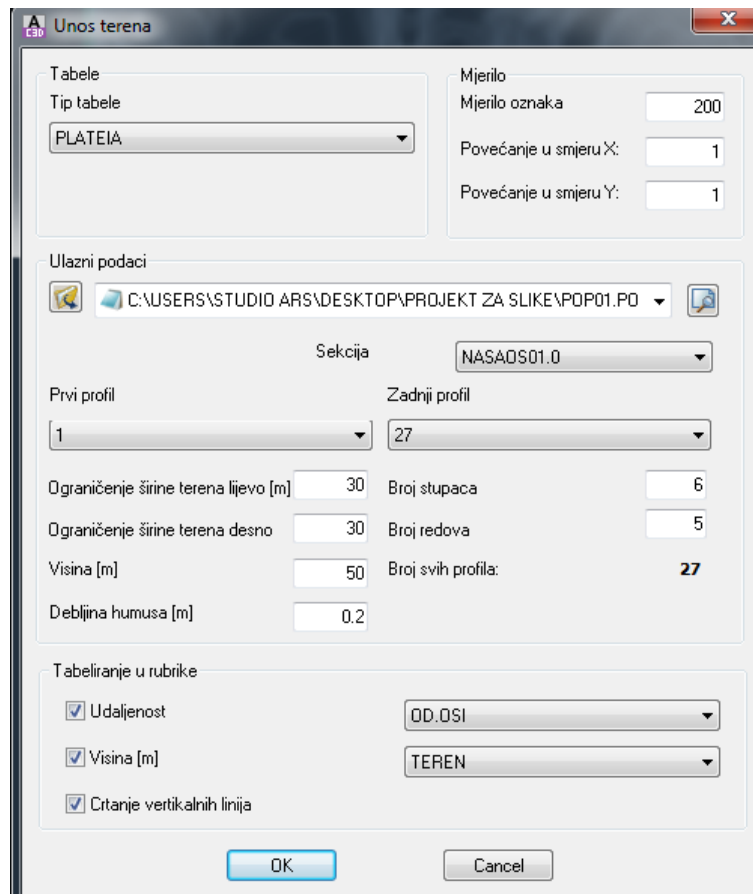 A C3D Unos terena
Tabele
Tip tabele
PLATEIA
Mjerilo
Mjerilo oznaka 200
Povećanje u smjeru X: 1
Povećanje u smjeru Y: 1
Ulazni podaci
C:\USERS\STUDIO ARS\DESKTOP\PROJEKT ZA SLIKE\POP01.PO
Sekcija NASAOS01.0
Prvi profil Zadnji profil
1 27
Ograničenje širine terena lijevo [m] 30 Broj stupaca 6
Ograničenje širine terena desno 30 Broj redova 5
Visina [m] 50 Broj svih profila: 27
Debljina humusa [m] 0.2
Tabeliranje u rubrike
Udaljenost OD.OSI
Visina [m] TEREN
Crtanje vertikalnih linija
OK Cancel